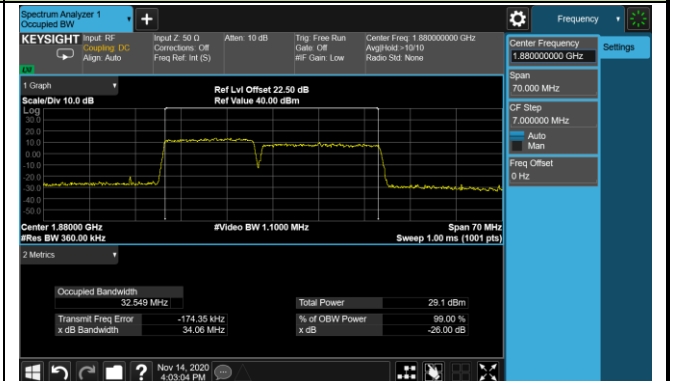 Spectrum Analyzer 1
Occupied BW
+
Frequency
KEYSIGHT Input: RF Input Z: 50 Ω Atten: 10 dB Trig: Free Run Center Freq: 1.880000000 GHz
Coupling: DC Corrections: Off Gate: Off Avg|Hold:>10/10
Align: Auto Freq Ref: Int (S) #IF Gain: Low Radio Std: None
Center Frequency
1.880000000 GHz
Settings
Span
70.000 MHz
CF Step
7.000000 MHz
Auto
Man
Freq Offset
0 Hz
1 Graph
Ref Lvl Offset 22.50 dB
Scale/Div 10.0 dB Ref Value 40.00 dBm
Log
30.0
20.0
10.0
0.00
-10.0
-20.0
-30.0
-40.0
-50.0
Center 1.88000 GHz #Video BW 1.1000 MHz Span 70 MHz
#Res BW 360.00 kHz Sweep 1.00 ms (1001 pts)
2 Metrics
Occupied Bandwidth
32.549 MHz Total Power 29.1 dBm
Transmit Freq Error -174.35 kHz % of OBW Power 99.00 %
x dB Bandwidth 34.06 MHz x dB -26.00 dB
? Nov 14, 2020
4:03:04 PM